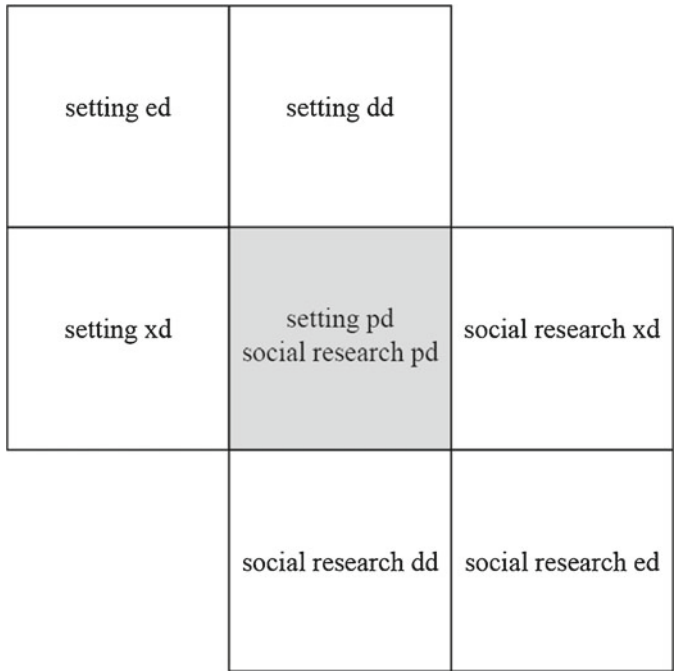 setting ed
setting dd
setting xd
setting pd
social research pd
social research xd
social research dd
social research ed